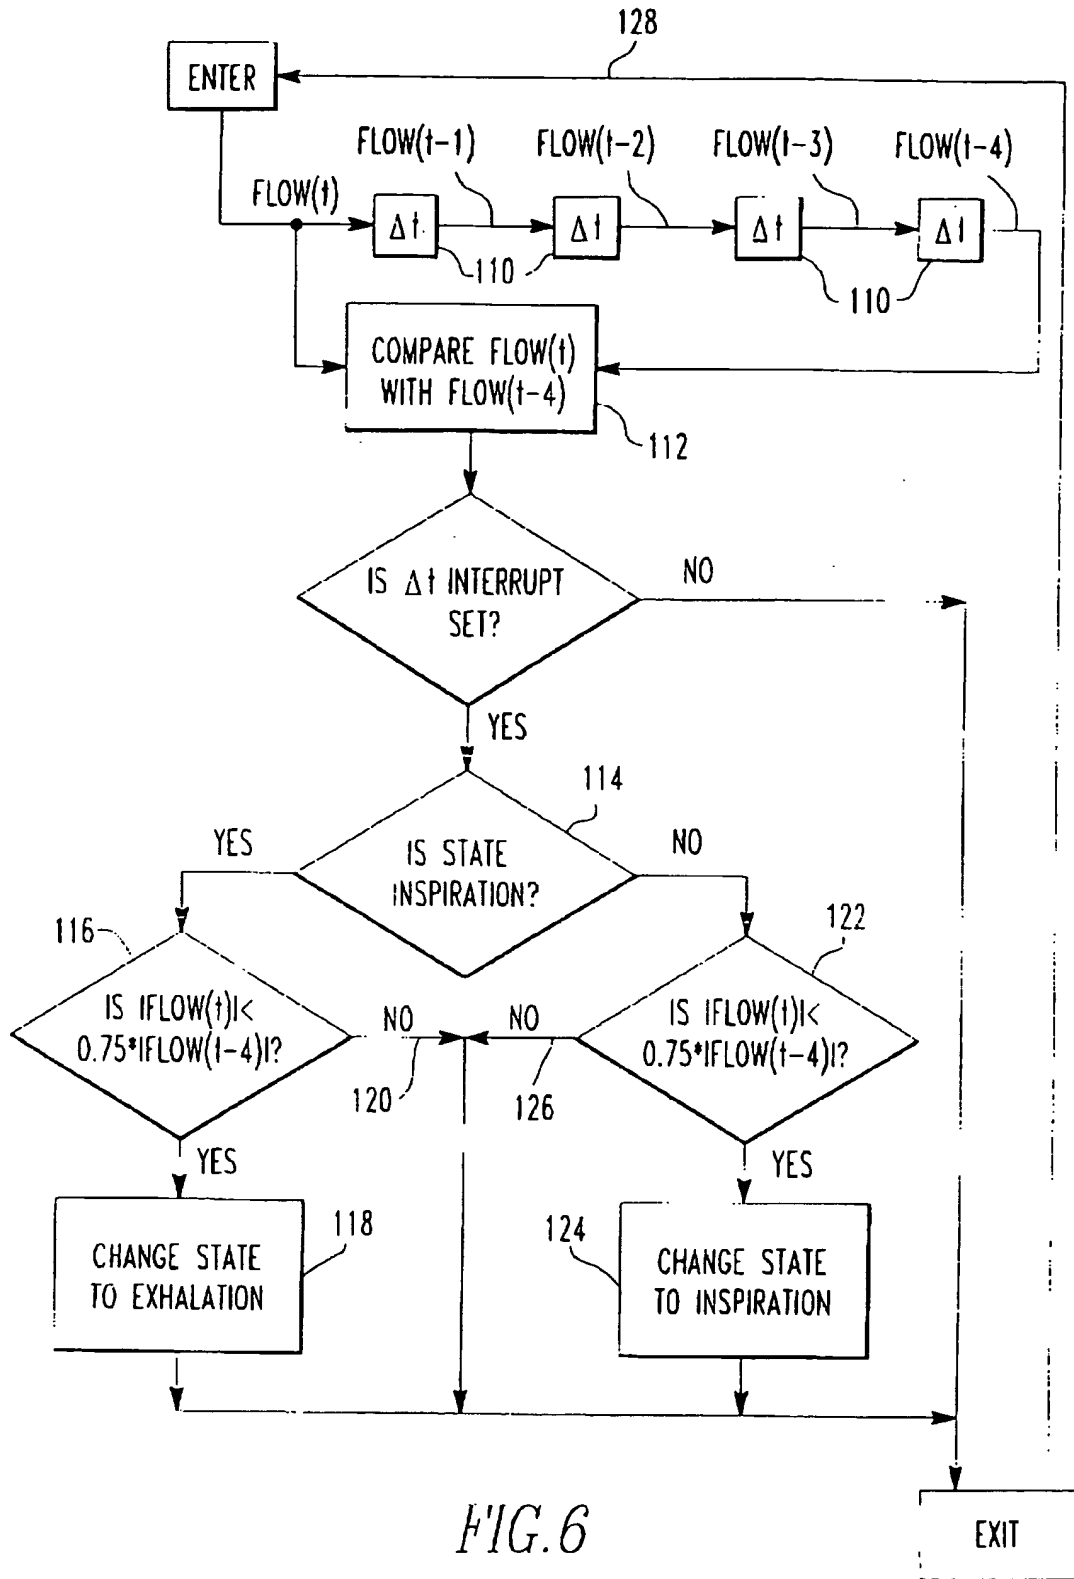 128
ENTER
FLOW(t-1)
FLOW(t-2)
FLOW(t-3)
FLOW(t-4)
FLOW(t)
Δt
Δt
Δt
Δt
110
110
COMPARE FLOW(t)
WITH FLOW(t-4)
112
IS Δt INTERRUPT
SET?
NO
YES
114
IS STATE
INSPIRATION?
YES
NO
116
122
IS |FLOW(t)|<
0.75*|FLOW(t-4)|?
NO
NO
IS |FLOW(t)|<
0.75*|FLOW(t-4)|?
120
126
YES
YES
118
124
CHANGE STATE
TO EXHALATION
CHANGE STATE
TO INSPIRATION
FIG.6
EXIT